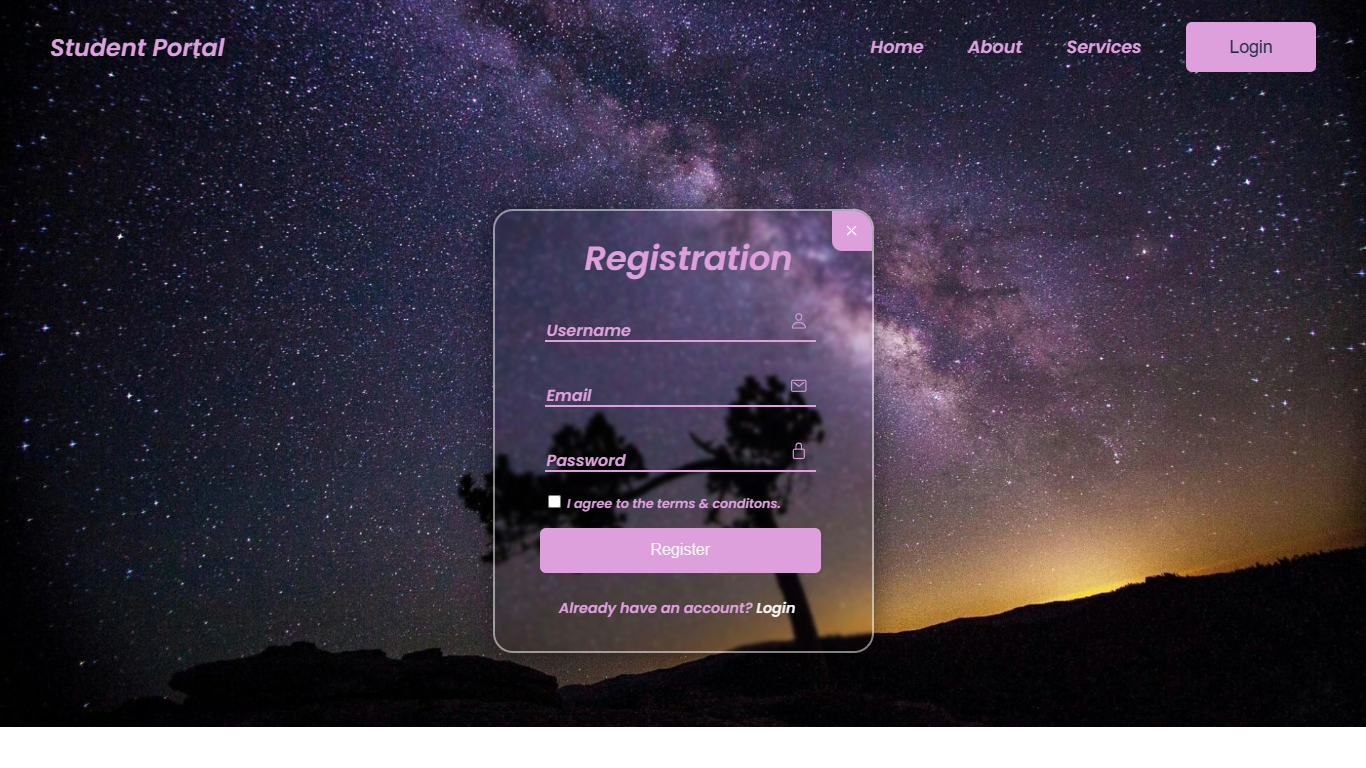 Student Portal
Home About Services Login
Registration
Username
Email
Password
I agree to the terms & conditons.
Register
Already have an account? Login